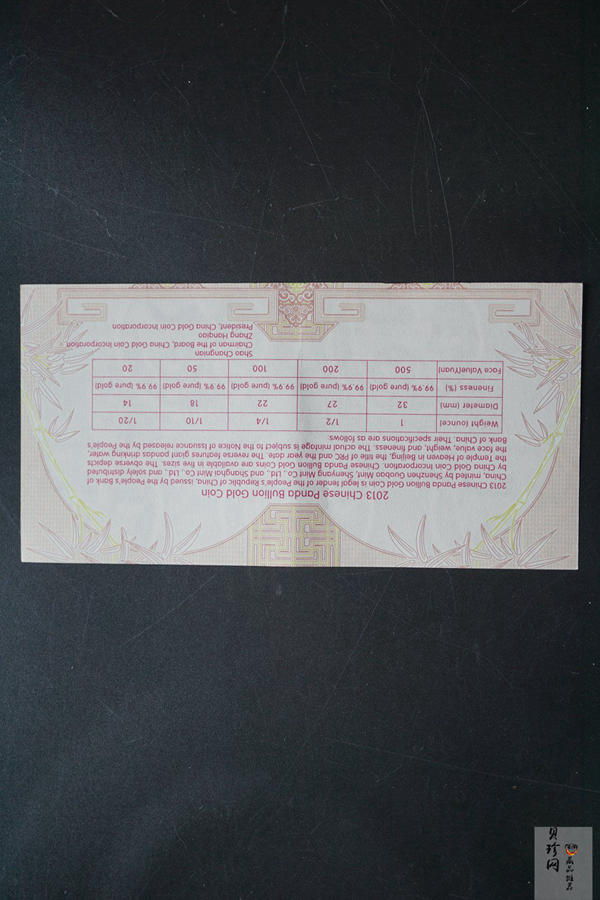 2013 Chinese Panda Bullion Gold Coin
2013 Chinese Panda Bullion Gold Coin is legal tender of the People's Republic of China, issued by the People's Bank of
China, minted by Shenzhen Guobao Mint, Shenyang Mint Co., Ltd., and Shanghai Mint Co., Ltd., and solely distributed
by China Gold Coin Incorporation. Chinese Panda Bullion Gold Coins are available in five sizes. The obverse depicts
the Temple of Heaven in Beijing, the title of PRC and the year date. The reverse features giant pandas drinking water,
the face value, weight, and fineness. The actual mintage is subject to the Notice of Issuance released by the People's
Bank of China. Their specifications are as follows:
Weight (ounce) 1 1/2 1/4 1/10 1/20
Diameter (mm) 32 27 22 18 14
Fineness (%) 99.9% (pure gold) 99.9% (pure gold) 99.9% (pure gold) 99.9% (pure gold) 99.9% (pure gold)
Face Value(Yuan) 500 200 100 50 20
Shao Changnian
Chairman of the Board, China Gold Coin Incorporation
Zhang Hanqiao
President, China Gold Coin Incorporation
贝珍网